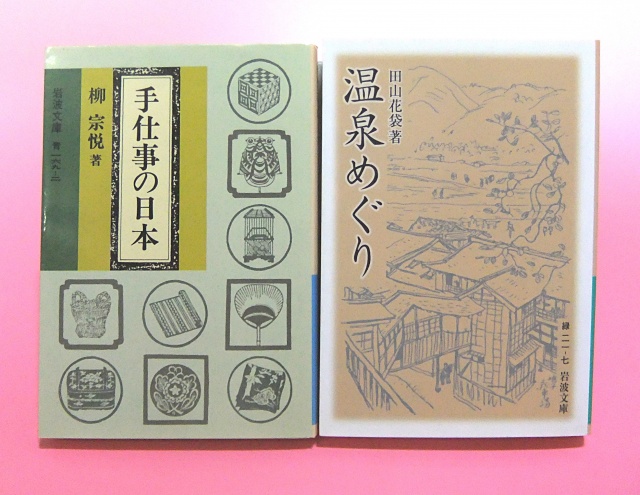 手仕事の日本
柳 宗悦 著
岩波文庫 青 一六九-二
温泉めぐり
田山花袋著
緑 二一-七 岩波文庫